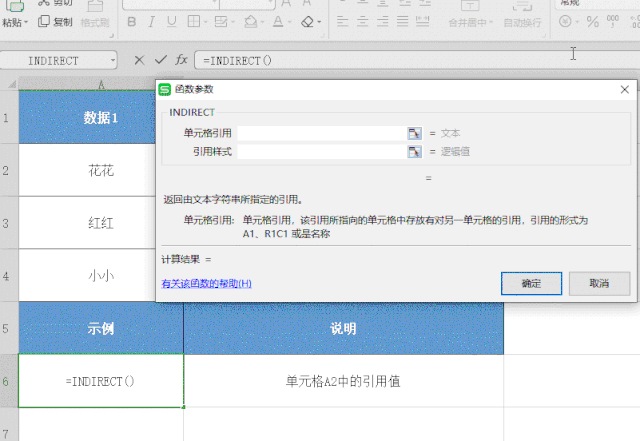 剪切
常规
粘贴 复制 格式刷 B I U A 合并居中 自动换行 % 000
INDIRECT fx =INDIRECT()
A
函数参数
INDIRECT
1 数据1
单元格引用 = 文本
引用样式 = 逻辑值
2 花花
=
返回由文本字符串所指定的引用。
3 红红
单元格引用: 单元格引用，该引用所指向的单元格中存放有对另一单元格的引用，引用的形式为
A1、R1C1 或是名称
计算结果 =
4 小小
有关该函数的帮助(H) 确定 取消
5 示例 说明
6 =INDIRECT() 单元格A2中的引用值
7